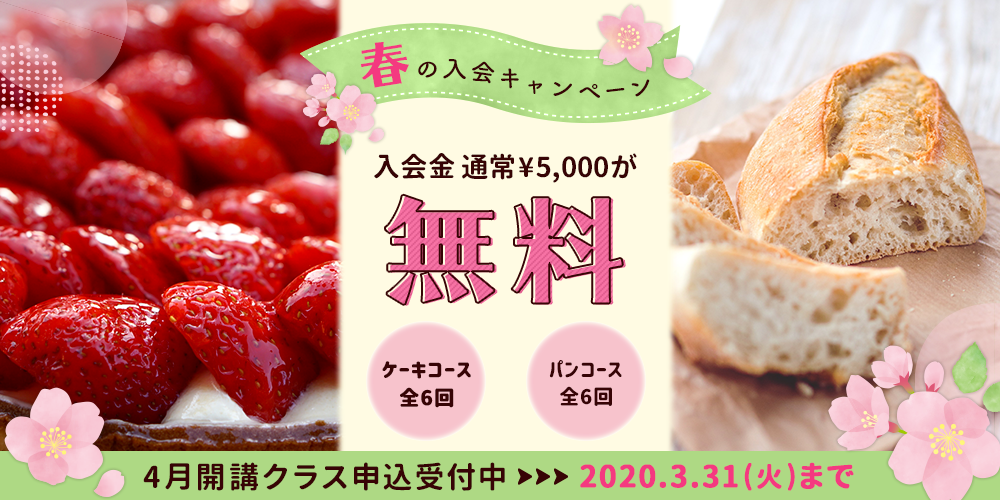 春の入会キャンペーン
入会金 通常¥5,000が
無料
ケーキコース
全6回
パンコース
全6回
4月開講クラス申込受付中 >>> 2020.3.31(火)まで